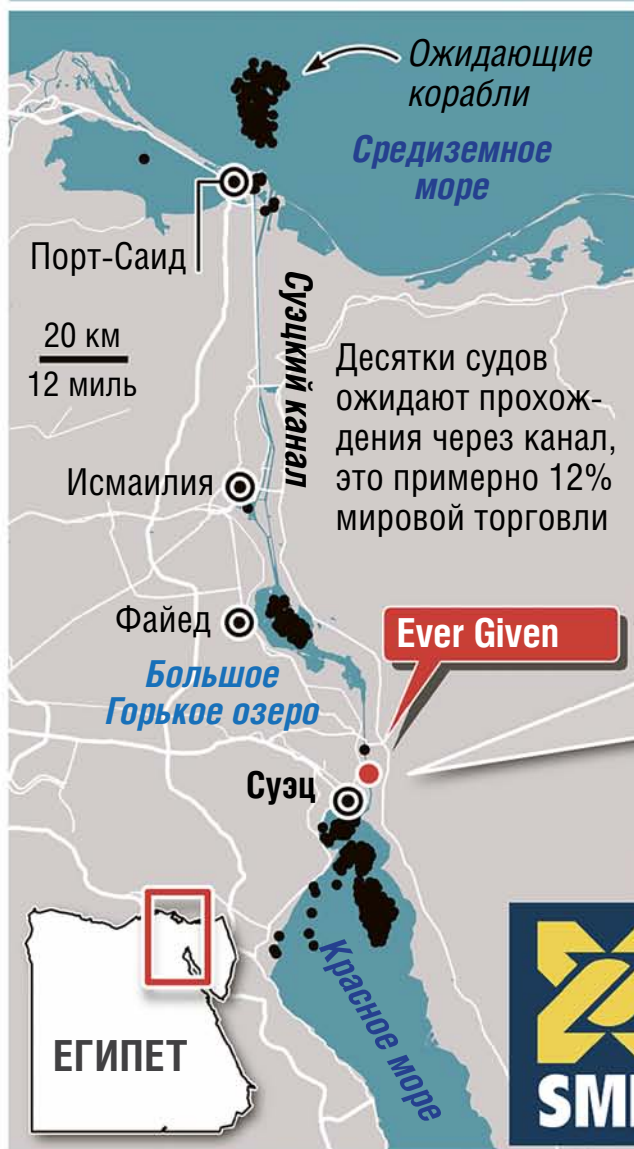 Ожидающие
корабли
Средиземное
море
Порт-Саид
Суэцкий канал
20 км
12 миль
Десятки судов
ожидают прохож-
дения через канал,
это примерно 12%
мировой торговли
Исмаилия
Файед
Ever Given
Большое
Горькое озеро
Суэц
Красное море
ЕГИПЕТ